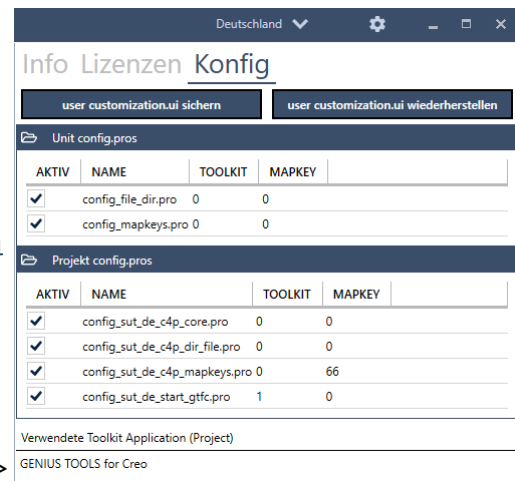 Deutschland
Info Lizenzen Konfig
user customization.ui sichern user customization.ui wiederherstellen
Unit config.pros
AKTIV NAME TOOLKIT MAPKEY
config_file_dir.pro 0 0
config_mapkeys.pro 0 0
Projekt config.pros
AKTIV NAME TOOLKIT MAPKEY
config_sut_de_c4p_core.pro 0 0
config_sut_de_c4p_dir_file.pro 0 0
config_sut_de_c4p_mapkeys.pro 0 66
config_sut_de_start_gtfc.pro 1 0
Verwendete Toolkit Application (Project)
GENIUS TOOLS for Creo